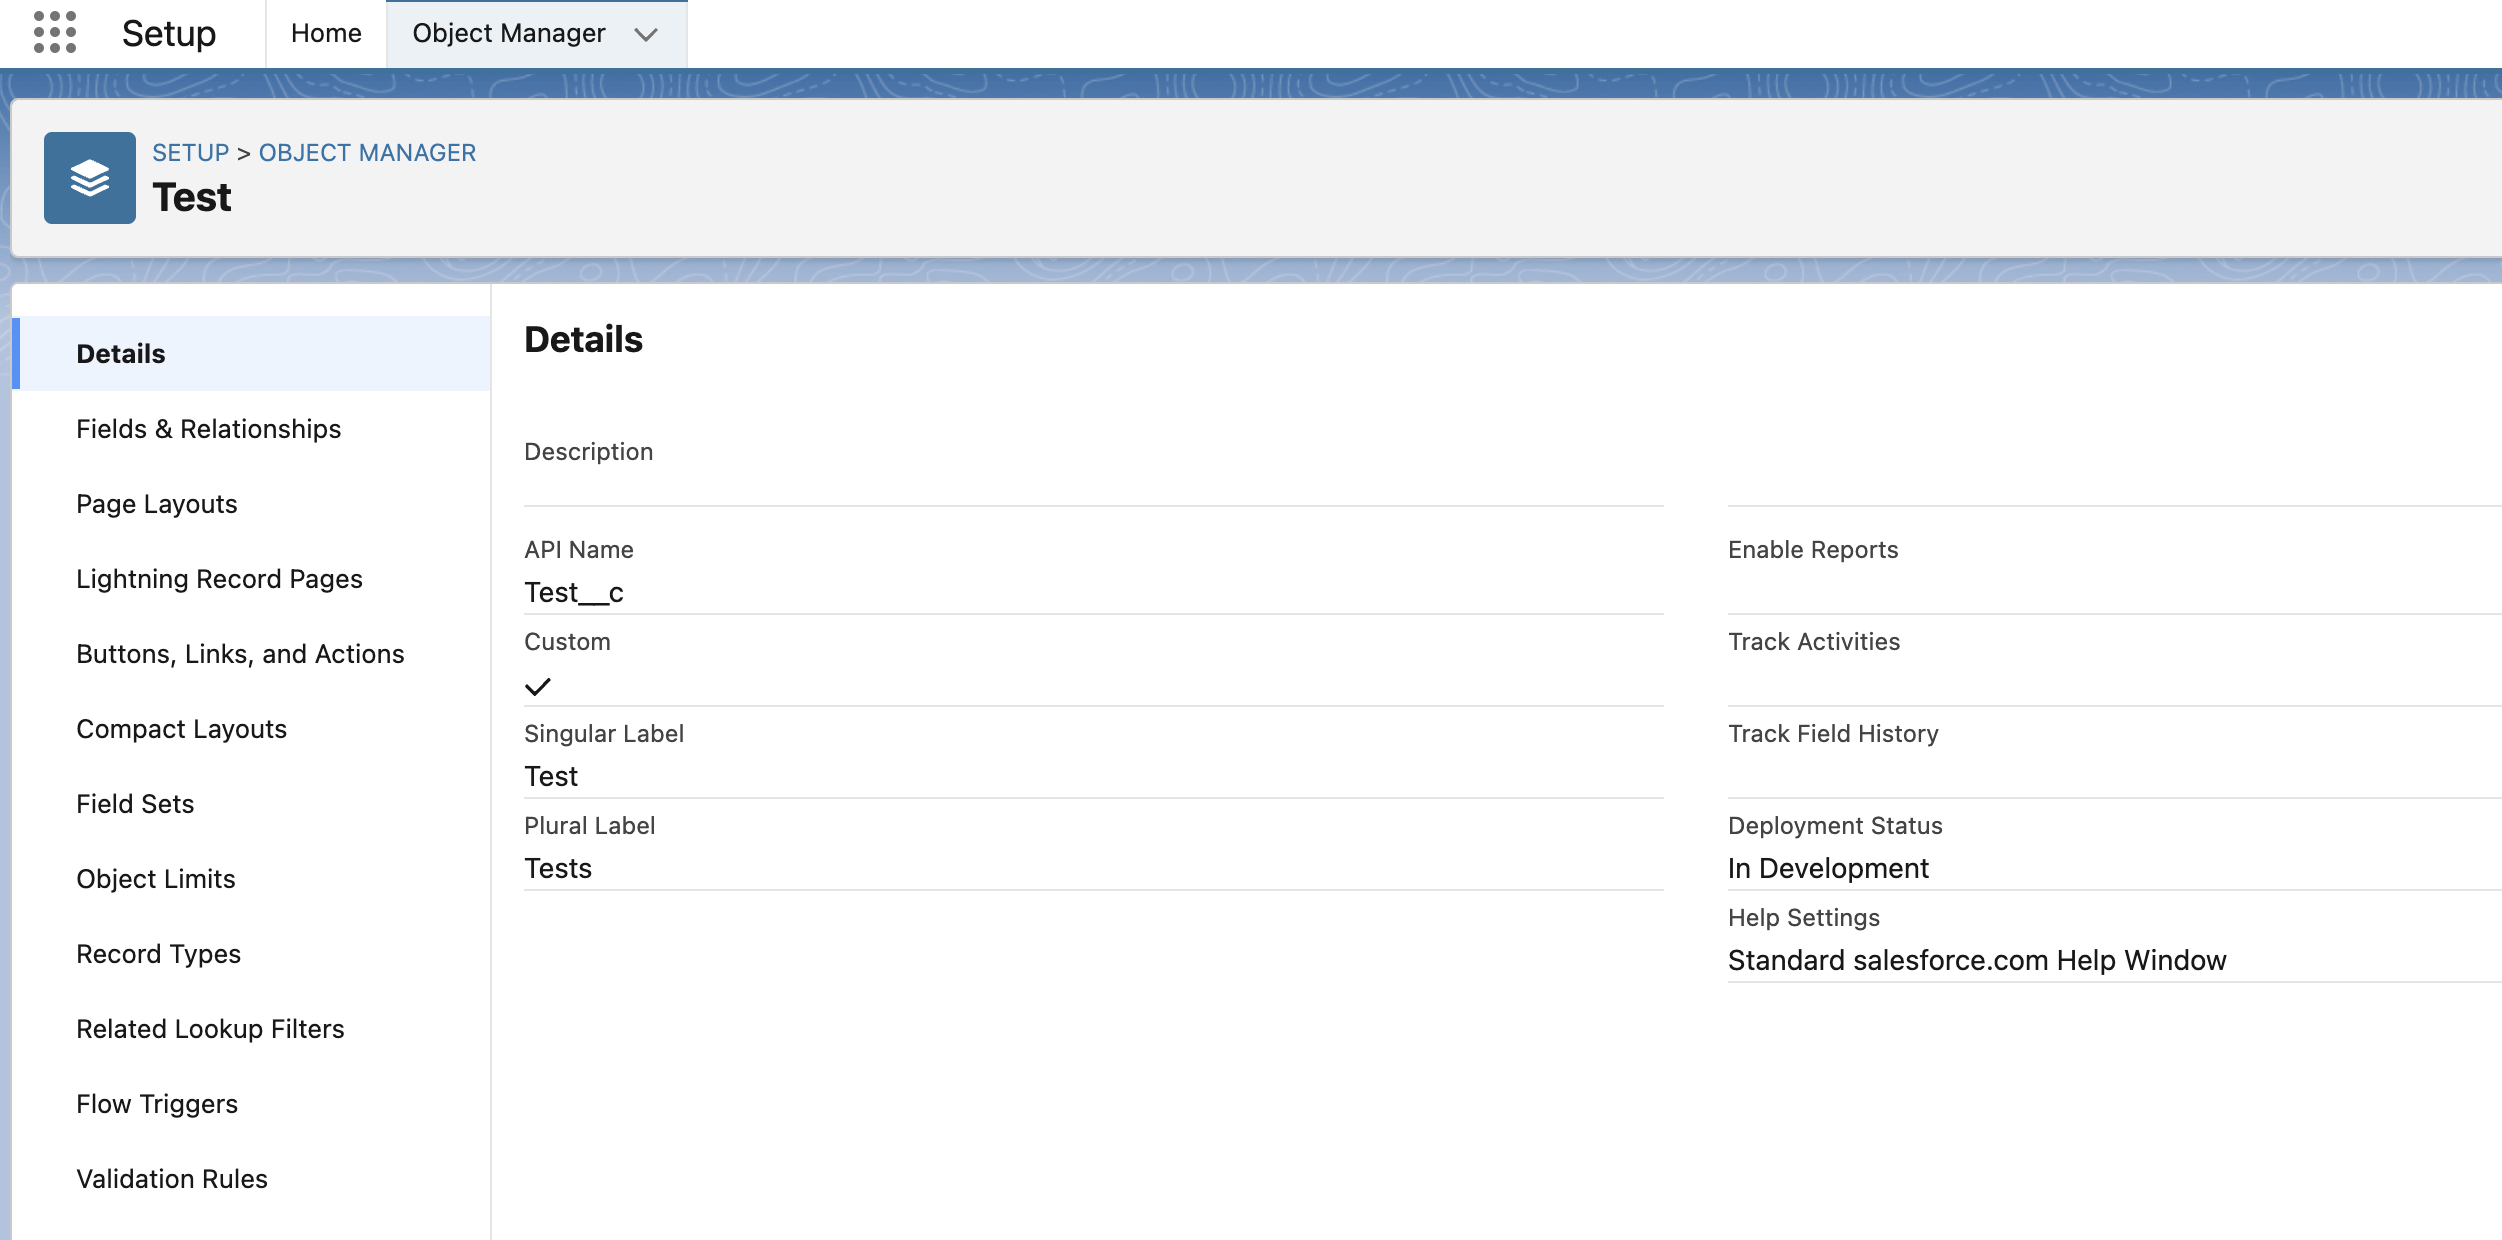 Setup
Home
Object Manager
SETUP > OBJECT MANAGER
Test
Details
Fields & Relationships
Page Layouts
Lightning Record Pages
Buttons, Links, and Actions
Compact Layouts
Field Sets
Object Limits
Record Types
Related Lookup Filters
Flow Triggers
Validation Rules
Details
Description
API Name
Test__c
Custom
Singular Label
Test
Plural Label
Tests
Enable Reports
Track Activities
Track Field History
Deployment Status
In Development
Help Settings
Standard salesforce.com Help Window